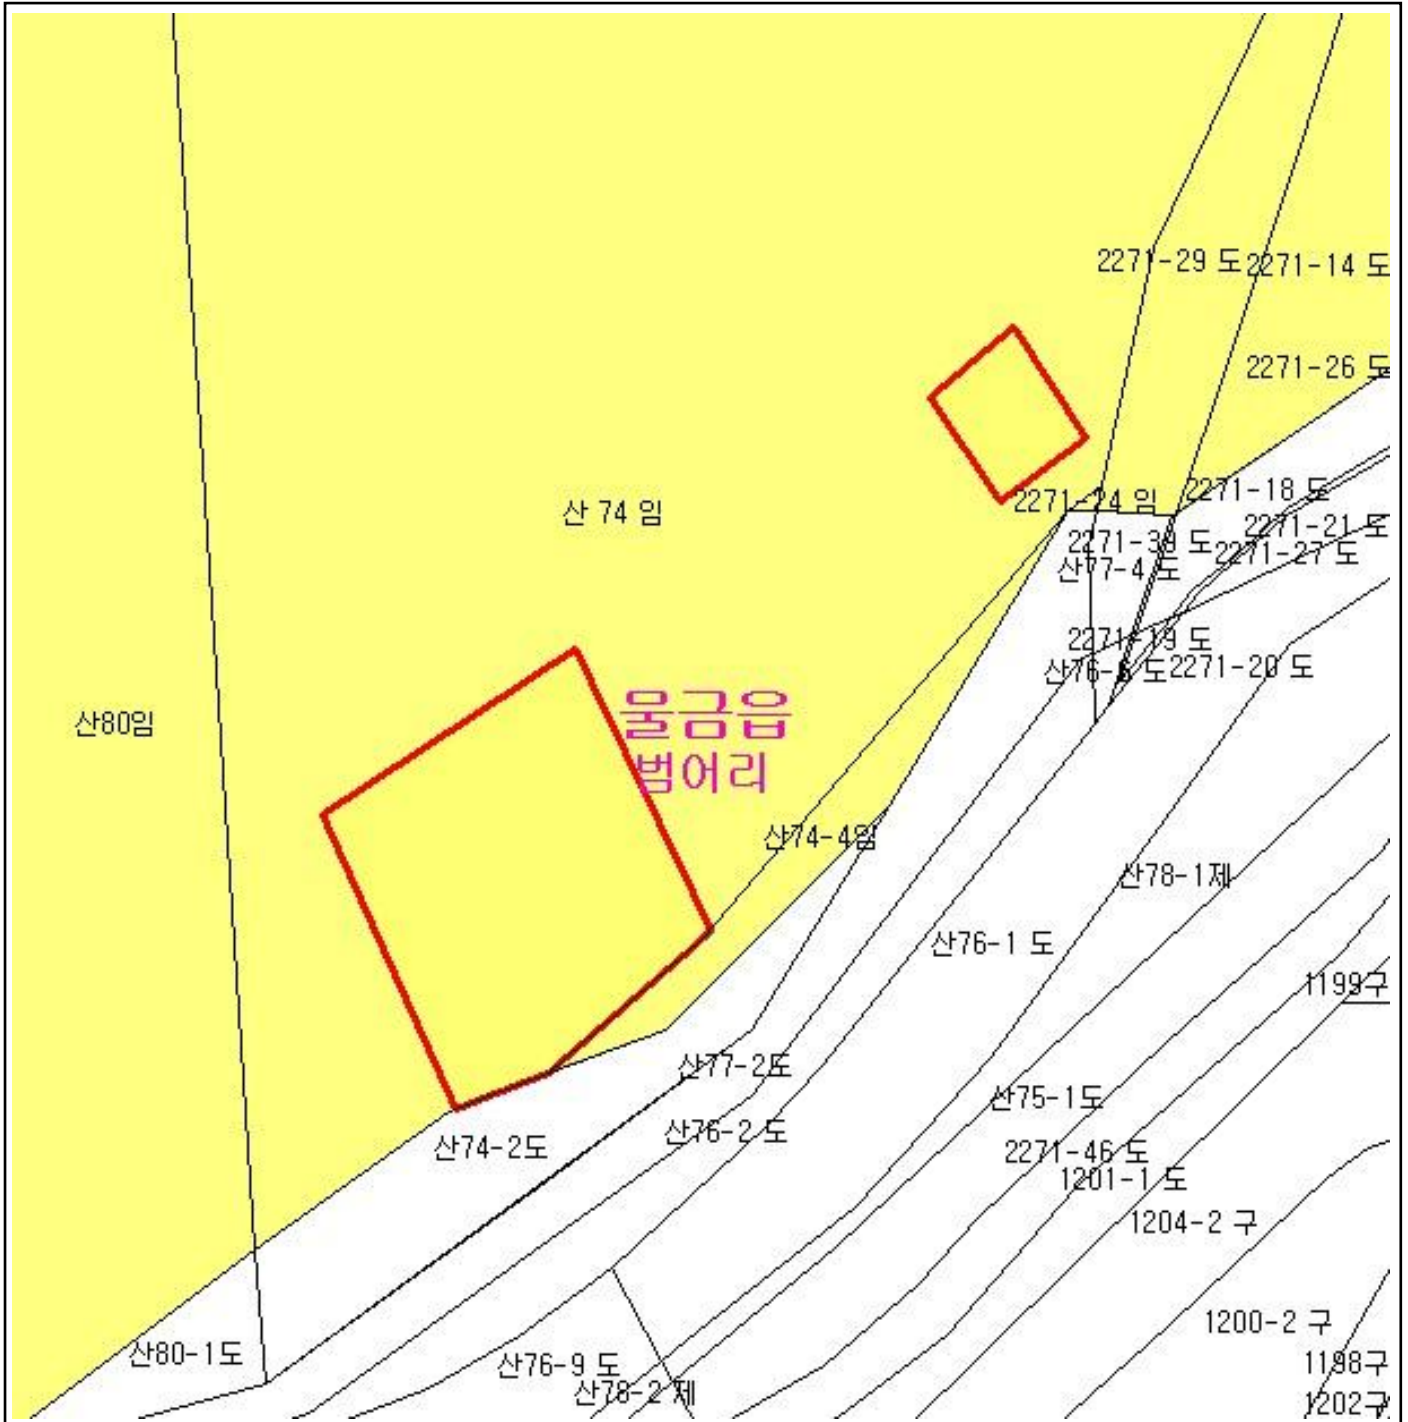 2271-29 도
2271-14 도
2271-26 도
2271-24 임
2271-18 도
산 74 임
2271-21 도
2271-27 도
산77-4 도
2271-19 도
2271-20 도
물금읍
산80임
범어리
산74-4임
산78-1제
산76-1 도
1199구
산77-2도
산75-1도
산76-2 도
산74-2도
2271-46 도
1201-1 도
1204-2 구
1200-2 구
산80-1도
산76-9 도
1198구
산78-2 제
1202구